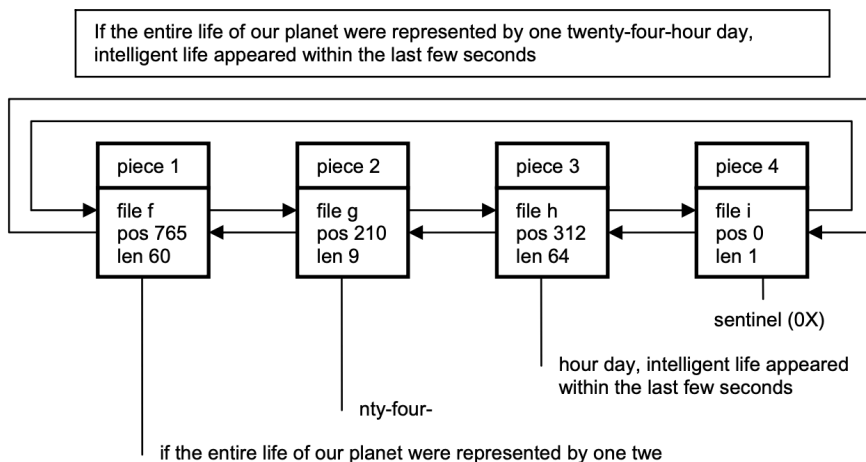 If the entire life of our planet were represented by one twenty-four-hour day,
intelligent life appeared within the last few seconds
piece 1
file f
pos 765
len 60
piece 2
file g
pos 210
len 9
piece 3
file h
pos 312
len 64
piece 4
file i
pos 0
len 1
sentinel (0X)
hour day, intelligent life appeared
within the last few seconds
nty-four-
if the entire life of our planet were represented by one twe